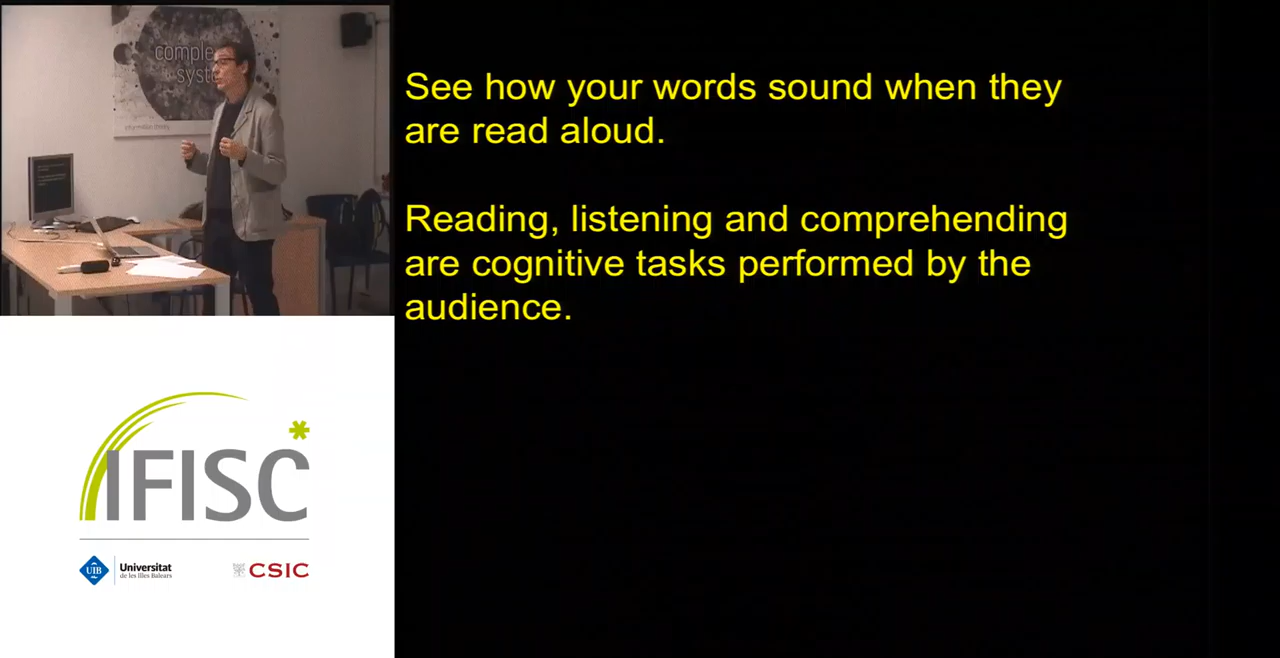 See how your words sound when they
are read aloud.
Reading, listening and comprehending
are cognitive tasks performed by the
audience.
IFISC
UIB
Universitat
de les Illes Balears
CSIC